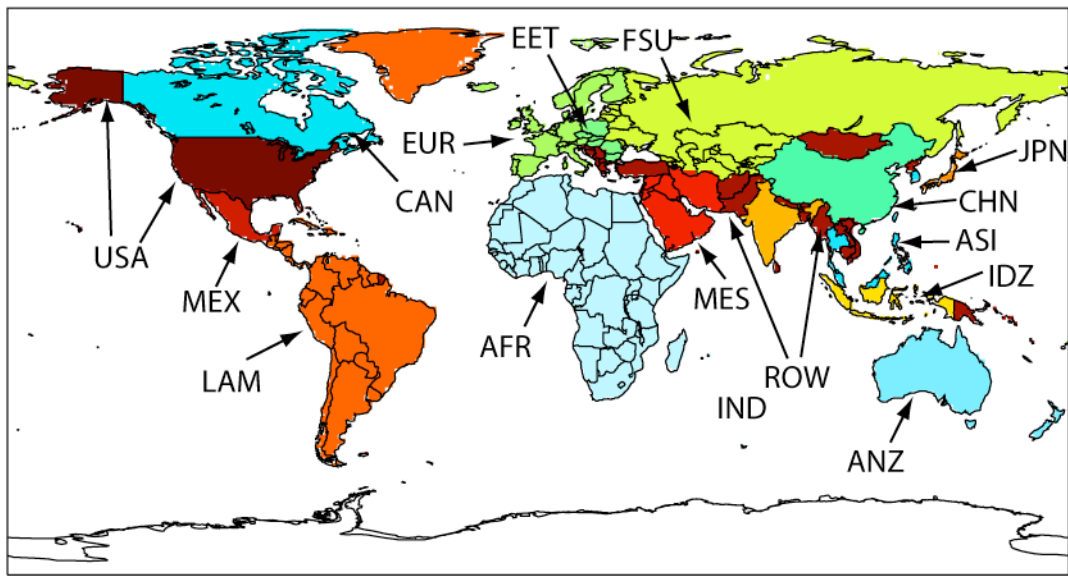 EET
FSU
EUR
JPN
CAN
CHN
USA
ASI
IDZ
MEX
MES
AFR
LAM
ROW
IND
ANZ